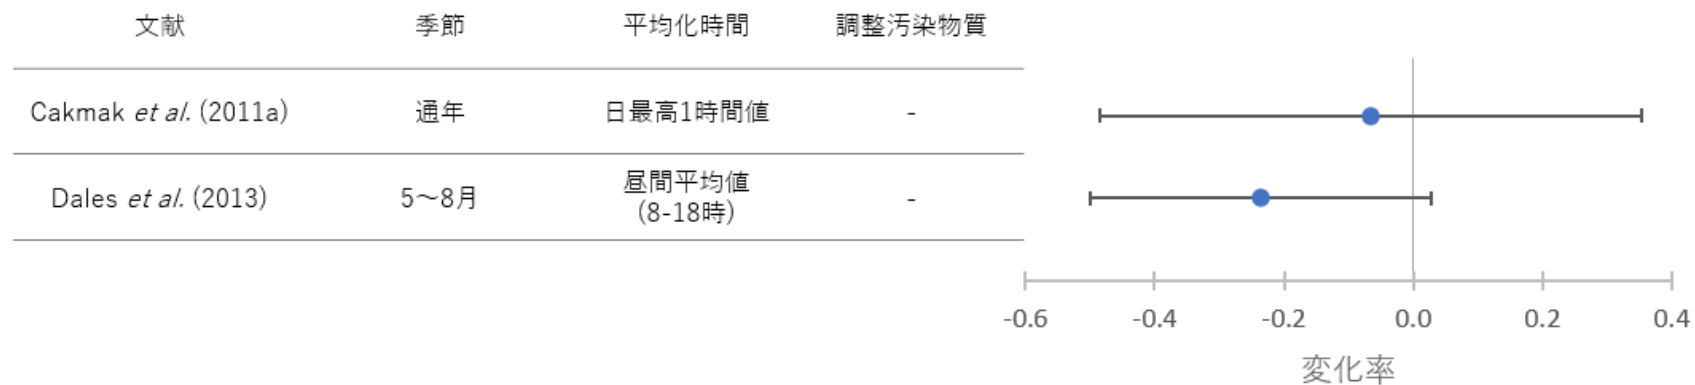 文献 季節 平均化時間 調整汚染物質
Cakmak et al. (2011a) 通年 日最高1時間値 -
Dales et al. (2013) 5～8月 昼間平均値 -
(8-18時)
-0.6 -0.4 -0.2 0.0 0.2 0.4
変化率